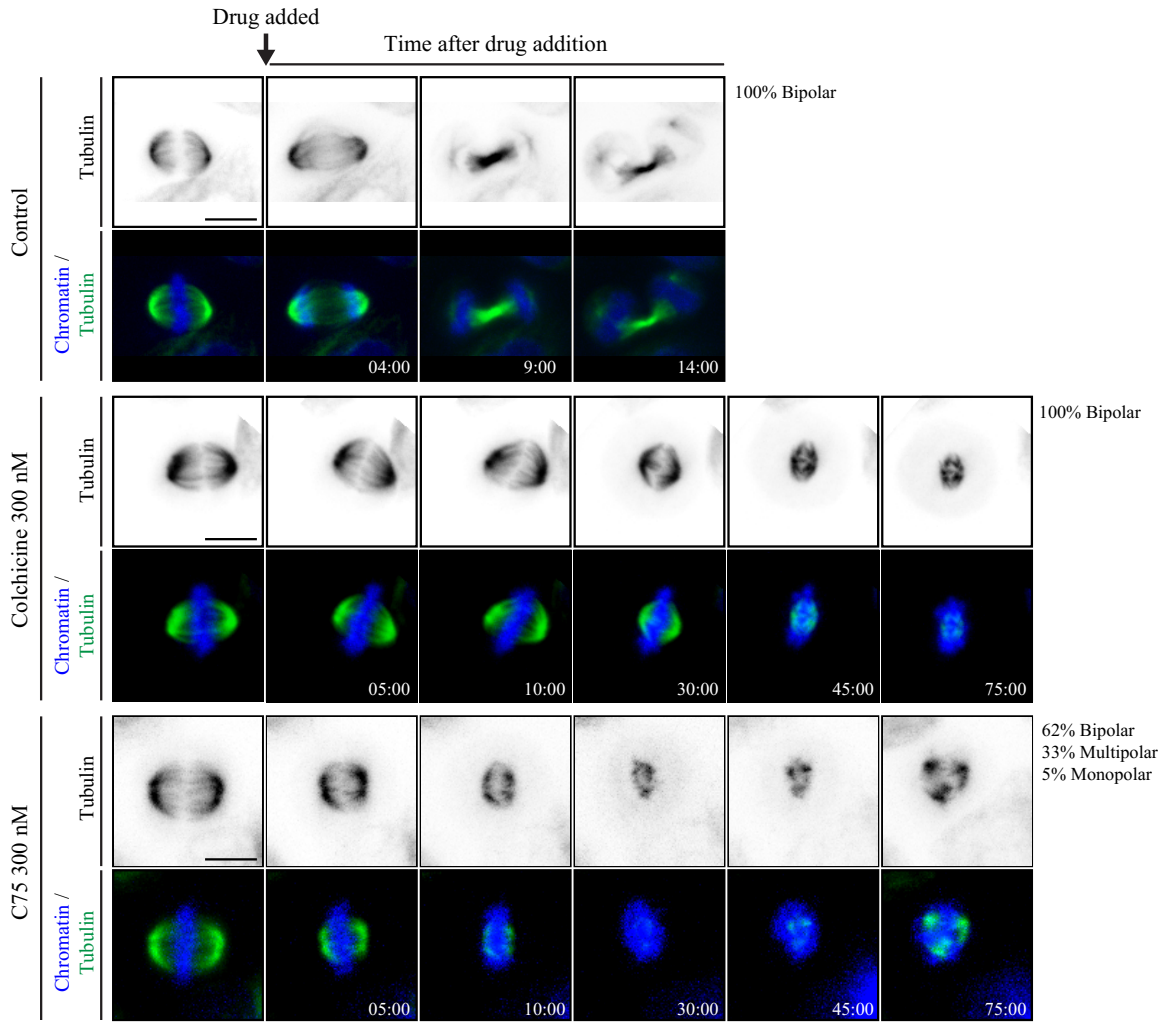 Drug added
Time after drug addition
Control
Tubulin
100% Bipolar
Chromatin /
Tubulin
04:00
9:00
14:00
Colchicine 300 nM
Tubulin
100% Bipolar
Chromatin /
Tubulin
05:00
10:00
30:00
45:00
75:00
C75 300 nM
Tubulin
62% Bipolar
33% Multipolar
5% Monopolar
Chromatin /
Tubulin
05:00
10:00
30:00
45:00
75:00